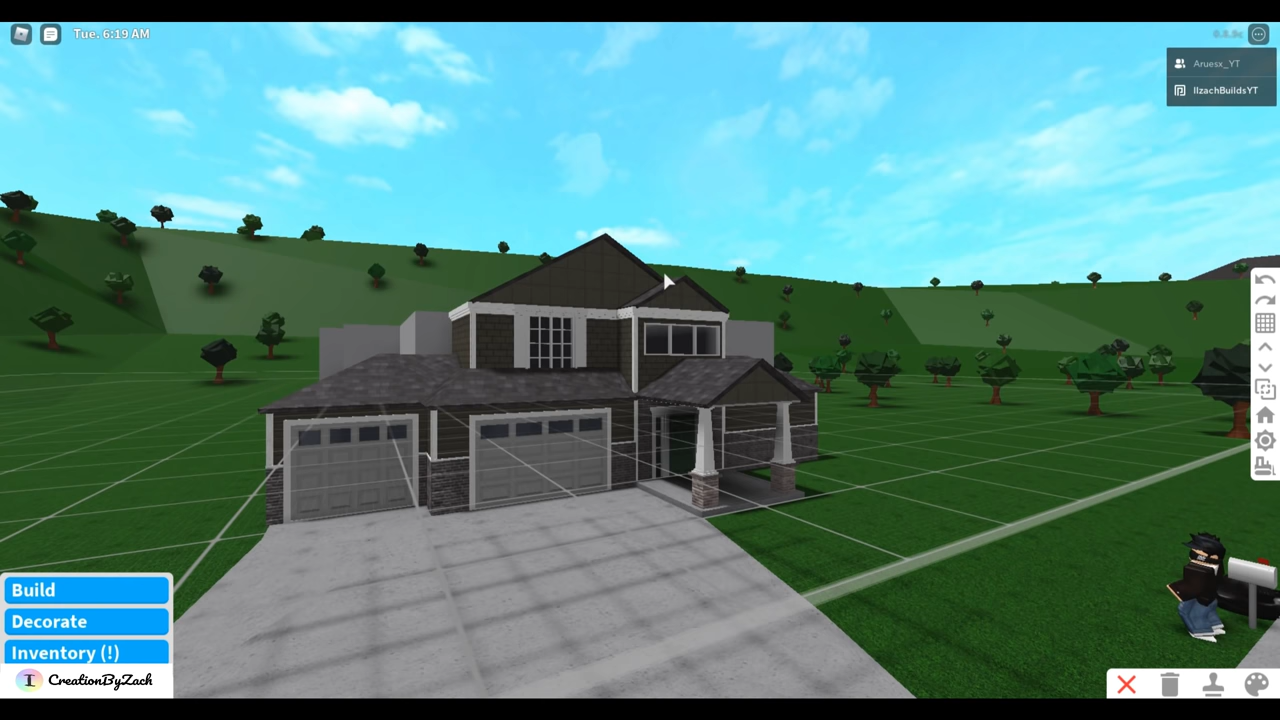 Tue. 6:19 AM
Aruesx_YT
IlzachBuildsYT
Build
Decorate
Inventory (!)
I CreationByZach